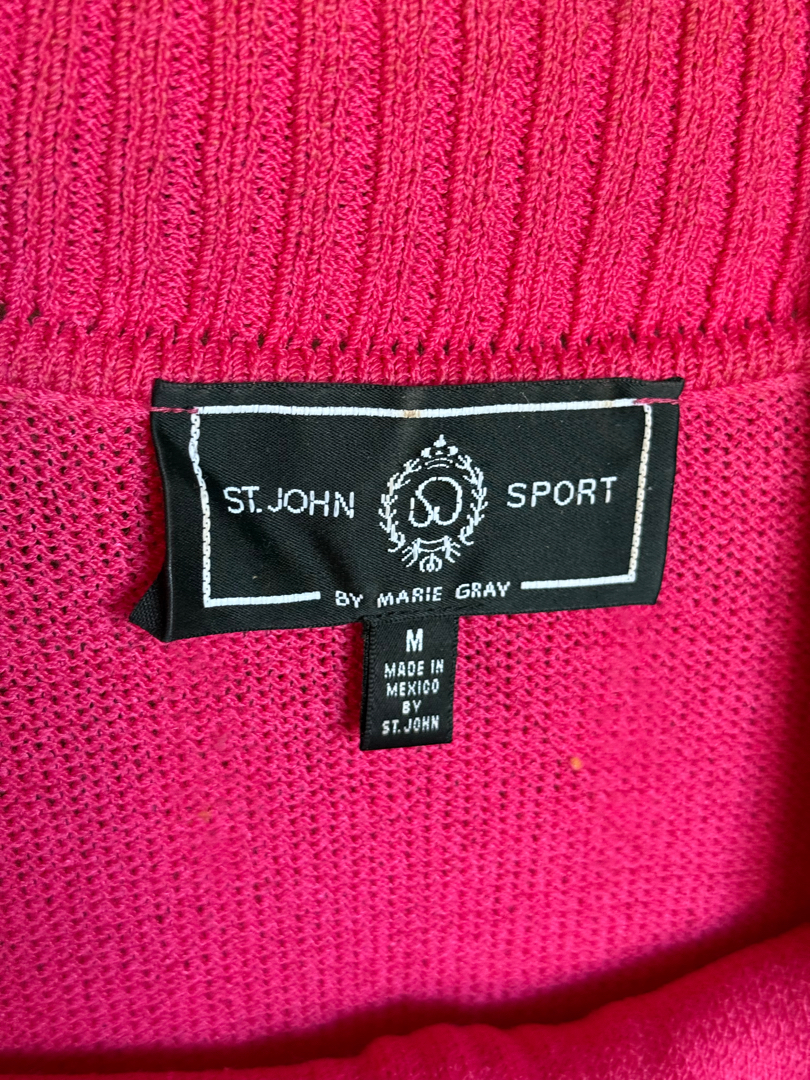 ST. JOHN SPORT
BY MARIE GRAY
M
MADE IN
MEXICO
BY
ST. JOHN